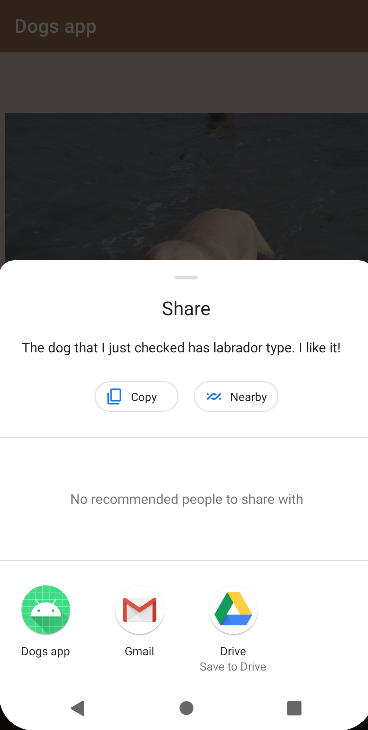 Dogs app
Share
The dog that I just checked has labrador type. I like it!
Copy
Nearby
No recommended people to share with
Dogs app
Gmail
Drive
Save to Drive